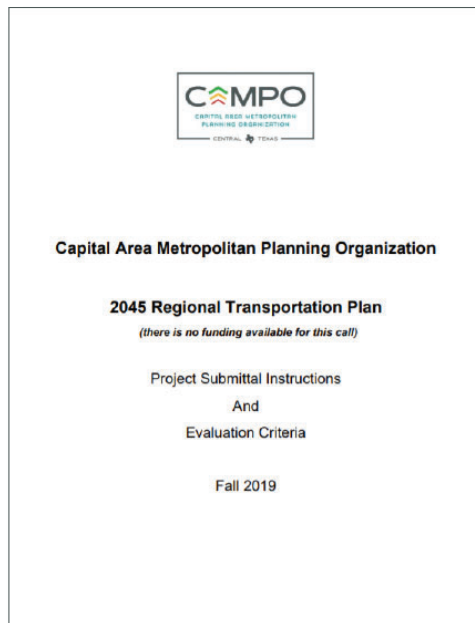 CAMPO
CAPITAL AREA METROPOLITAN
PLANNING ORGANIZATION
CENTRAL TEXAS
Capital Area Metropolitan Planning Organization
2045 Regional Transportation Plan
(there is no funding available for this call)
Project Submittal Instructions
And
Evaluation Criteria
Fall 2019